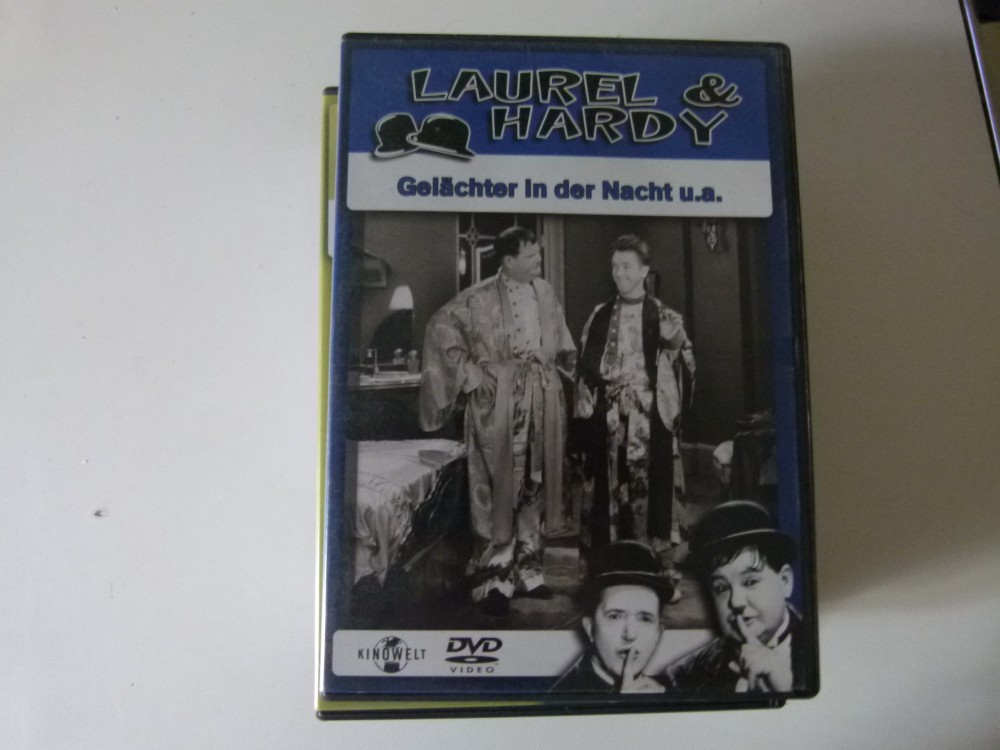 LAUREL &
HARDY
Gelächter in der Nacht u.a.
KINOWELT
DVD
VIDEO